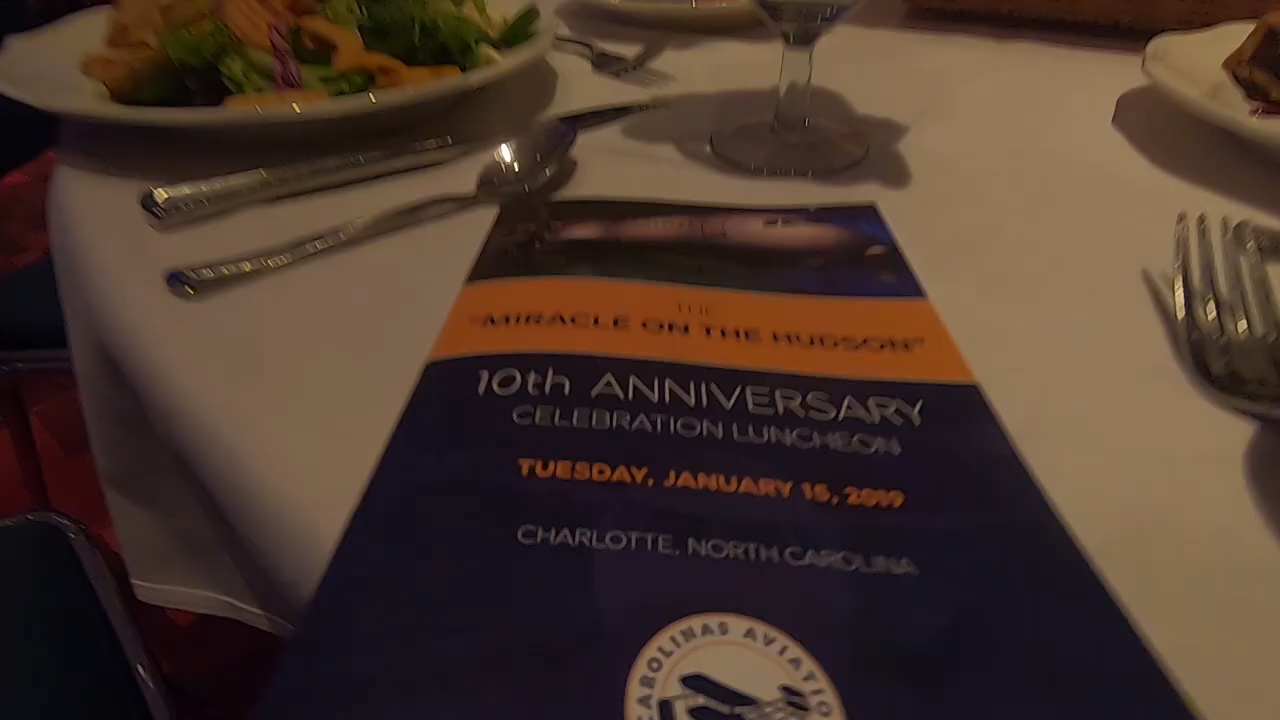 THE
"MIRACLE ON THE HUDSON"
10th ANNIVERSARY
CELEBRATION LUNCHEON
TUESDAY, JANUARY 15, 2019
CHARLOTTE, NORTH CAROLINA
CAROLINAS AVIATIO